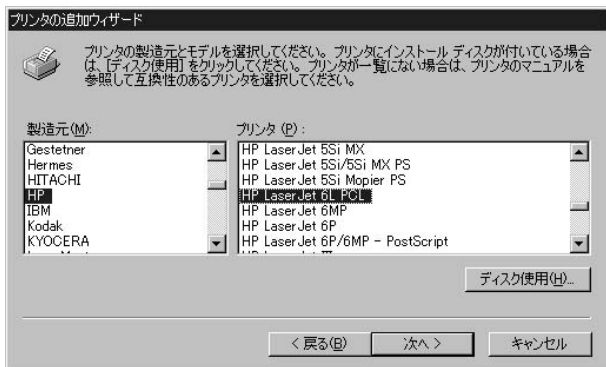 プリンタの追加ウィザード
プリンタの製造元とモデルを選択してください。プリンタにインストール ディスクが付いている場合
は、[ディスク使用] をクリックしてください。プリンタが一覧にない場合は、プリンタのマニュアルを
参照して互換性のあるプリンタを選択してください。
製造元(M):
Gestetner
Hermes
HITACHI
HP
IBM
Kodak
KYOCERA
プリンタ (P) :
HP LaserJet 5Si MX
HP LaserJet 5Si/5Si MX PS
HP LaserJet 5Si Mopier PS
HP LaserJet 6L PCL
HP LaserJet 6MP
HP LaserJet 6P
HP LaserJet 6P/6MP - PostScript
ディスク使用(H)...
< 戻る(B)
次へ >
キャンセル